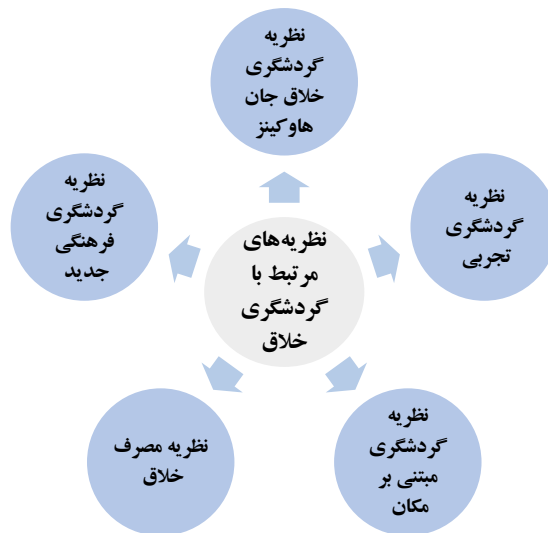 نظریه
گردشگری
خلاق جان
هاوکینز
نظریه
گردشگری
تجربی
نظریه
گردشگری
مبتنی بر
مکان
نظریه مصرف
خلاق
نظریه
گردشگری
فرهنگی
جدید
نظریه‌های
مرتبط با
گردشگری
خلاق